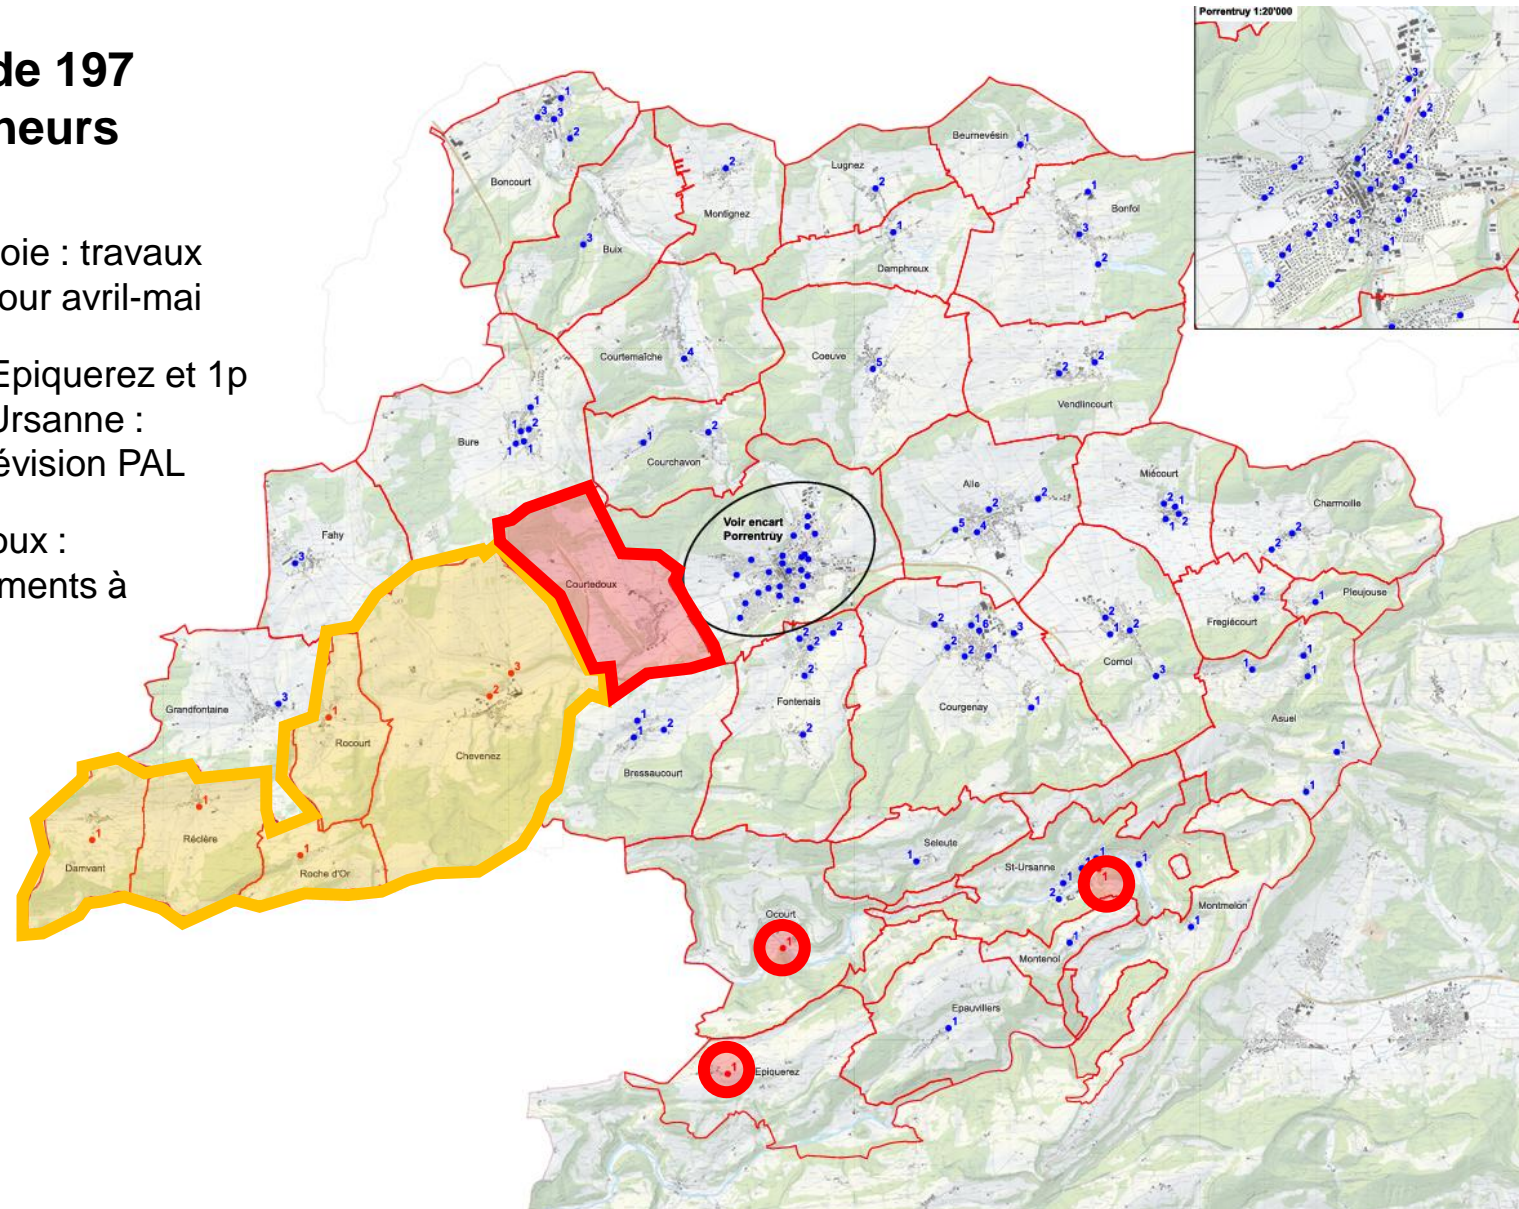 de 197
neurs
oie : travaux
our avril-mai
Epiquerez et 1p
Ursanne :
évision PAL
oux :
ments à
Porrentruy 1:20'000
Boncourt
Montignez
Lugnez
Beurnevésin
Bonfol
Buix
Damphreux
Courtemaîche
Coeuve
Vendlincourt
Bure
Courchavon
Alle
Miécourt
Charmoille
Voir encart
Porrentruy
Fahy
Courtedoux
Pleujouse
Fregiécourt
Cornol
Grandfontaine
Rocourt
Chevenez
Fontenais
Courgenay
Asuel
Bressaucourt
Damvant
Réclère
Roche d'Or
Seleute
St-Ursanne
Montmelon
Ocourt
Montenol
Epauvillers
Epiquerez